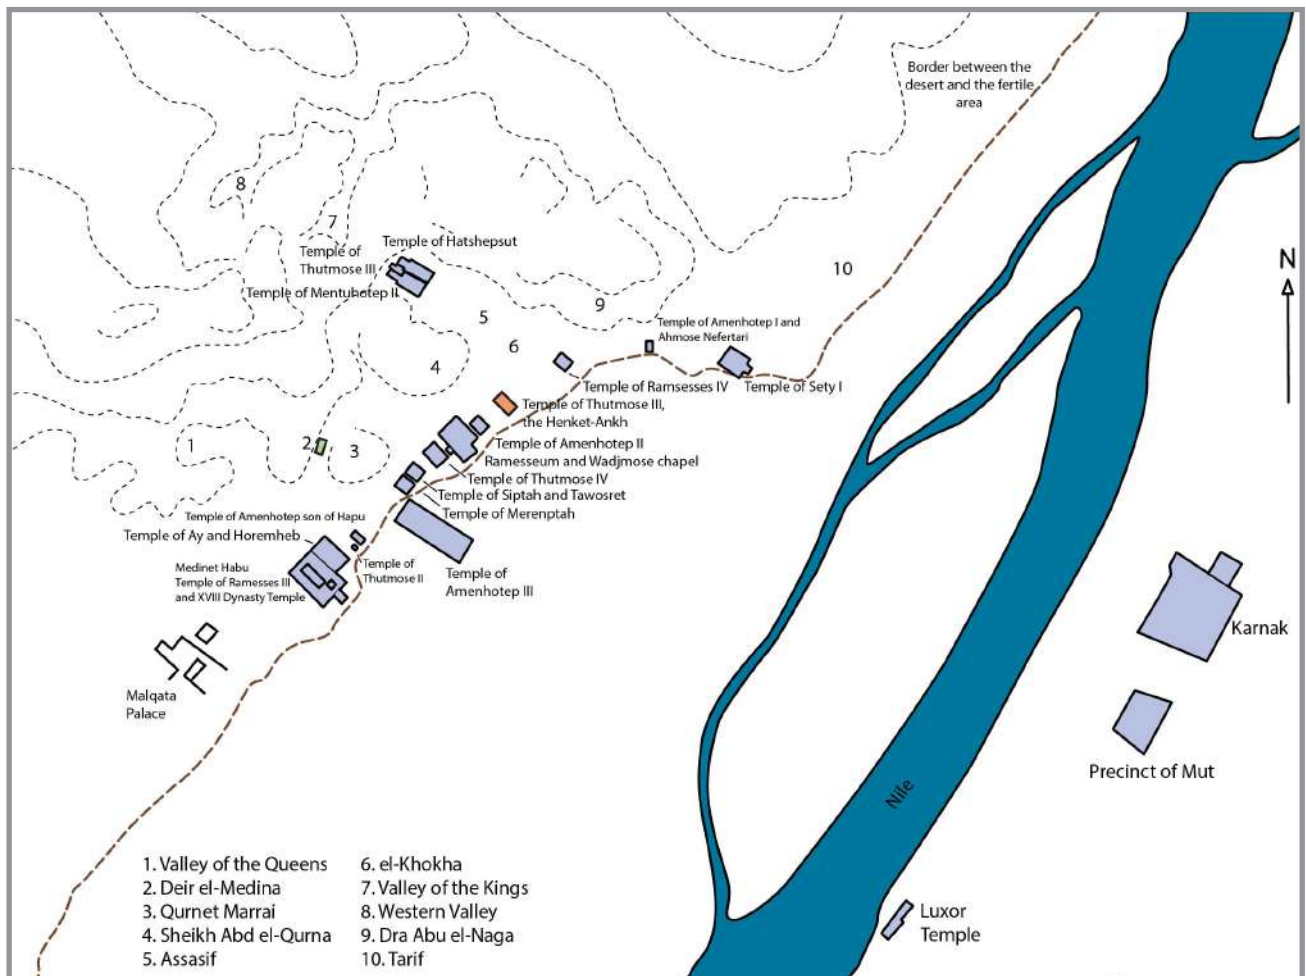 Border between the
desert and the fertile
area
N
8
7
Temple of Hatshepsut
Temple of
Thutmose III
Temple of Mentuhotep II
10
9
5
6
4
Temple of Amenhotep I and
Ahmose Nefertari
Temple of Ramsesses IV
Temple of Sety I
Temple of Thutmose III,
the Henket-Ankh
1
2
3
Temple of Amenhotep II
Ramesseum and Wadjmose chapel
Temple of Thutmose IV
Temple of Siptah and Tawosret
Temple of Merenptah
Temple of Amenhotep son of Hapu
Temple of Ay and Horemheb
Medinet Habu
Temple of Ramesses III
and XVIII Dynasty Temple
Temple of
Thutmose II
Temple of
Amenhotep III
Karnak
Malqata
Palace
Precinct of Mut
Nile
Luxor
Temple
1. Valley of the Queens
2. Deir el-Medina
3. Qurnet Marrai
4. Sheikh Abd el-Qurna
5. Assasif
6. el-Khokha
7. Valley of the Kings
8. Western Valley
9. Dra Abu el-Naga
10. Tarif